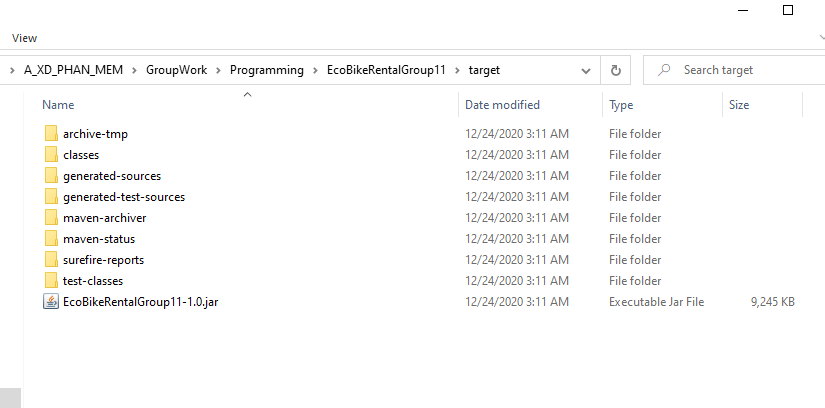 View
A_XD_PHAN_MEM GroupWork Programming EcoBikeRentalGroup11 target Search target
Name Date modified Type Size
archive-tmp 12/24/2020 3:11 AM File folder
classes 12/24/2020 3:11 AM File folder
generated-sources 12/24/2020 3:11 AM File folder
generated-test-sources 12/24/2020 3:11 AM File folder
maven-archiver 12/24/2020 3:11 AM File folder
maven-status 12/24/2020 3:11 AM File folder
surefire-reports 12/24/2020 3:11 AM File folder
test-classes 12/24/2020 3:11 AM File folder
EcoBikeRentalGroup11-1.0.jar 12/24/2020 3:11 AM Executable Jar File 9,245 KB